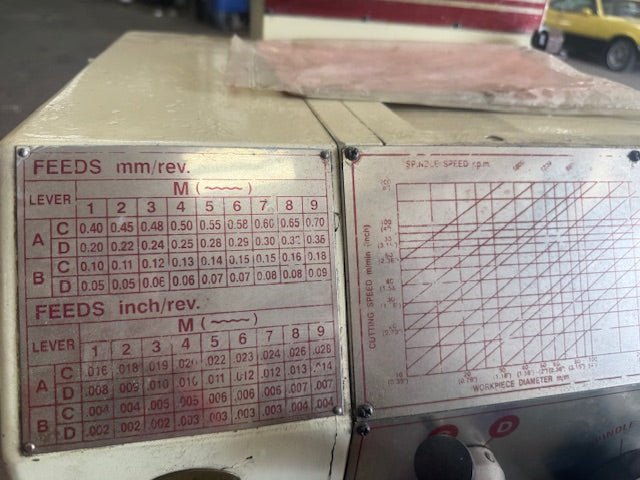 FEEDS mm/rev.
LEVER M
1 2 3 4 5 6 7 8 9
A C 0.40 0.45 0.48 0.50 0.55 0.58 0.60 0.65 0.70
D 0.20 0.22 0.24 0.25 0.28 0.29 0.30 0.35
B C 0.10 0.11 0.12 0.13 0.14 0.15 0.15 0.16 0.18
D 0.05 0.05 0.06 0.06 0.07 0.07 0.08 0.08 0.09
FEEDS inch/rev.
LEVER M
1 2 3 4 5 6 7 8 9
A C .016 .018 .019 .022 .023 .024 .026 .028
D .008 .009 .010 .010 .011 .012 .012 .013 .014
B C .004 .004 .005 .005 .006 .006 .006 .007 .007
D .002 .002 .002 .003 .003 .003 .004 .004 .004
SPINDLE SPEED r.p.m.
CUTTING SPEED m/min (inch)
WORKPIECE DIAMETER m/m
D